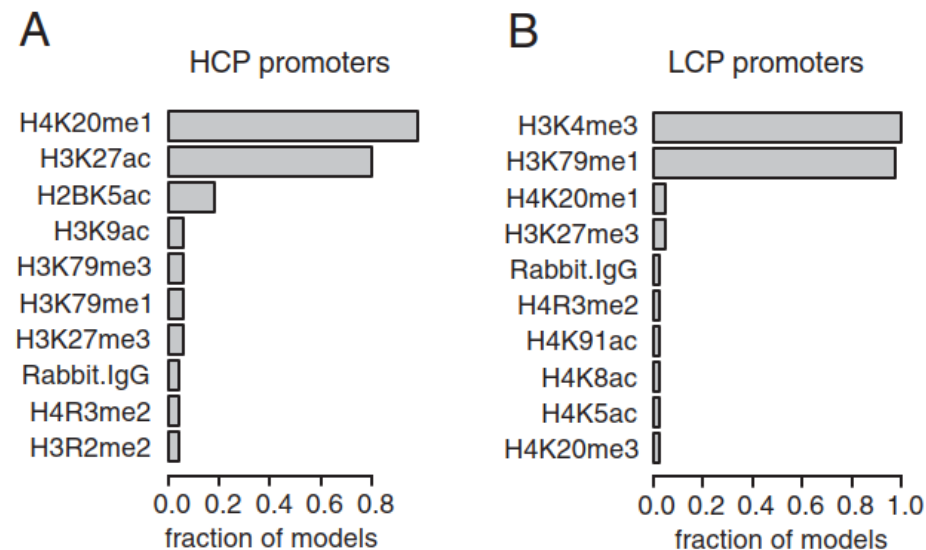 A
HCP promoters
H4K20me1
H3K27ac
H2BK5ac
H3K9ac
H3K79me3
H3K79me1
H3K27me3
Rabbit.IgG
H4R3me2
H3R2me2
0.0 0.2 0.4 0.6 0.8
fraction of models
B
LCP promoters
H3K4me3
H3K79me1
H4K20me1
H3K27me3
Rabbit.IgG
H4R3me2
H4K91ac
H4K8ac
H4K5ac
H4K20me3
0.0 0.2 0.4 0.6 0.8 1.0
fraction of models